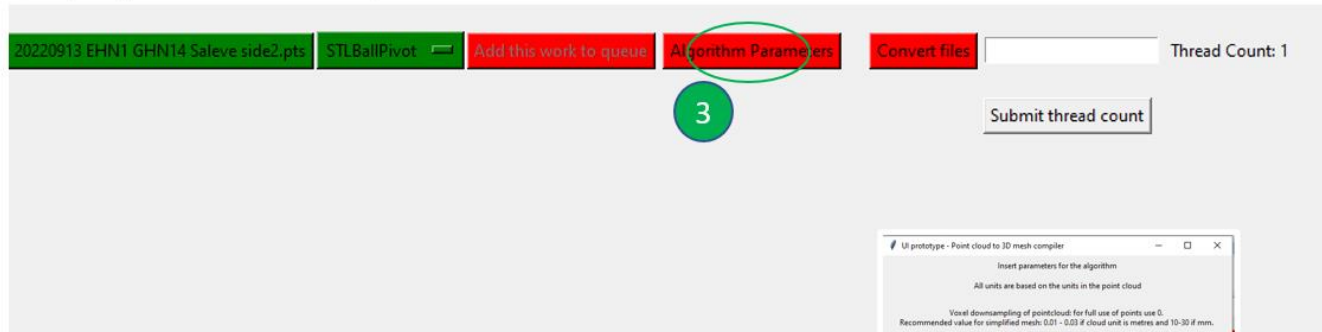 20220913 EHN1 GHN14 Saleve side2.pts STLBallPivot Add this work to queue Algorithm Parameters Convert files Thread Count: 1
3
Submit thread count
UI prototype - Point cloud to 3D mesh compiler
Insert parameters for the algorithm
All units are based on the units in the point cloud
Voxel downsampling of pointcloud: for full use of points use 0.
Recommended value for simplified mesh: 0.01 - 0.03 if cloud unit is metres and 10-30 if mm.